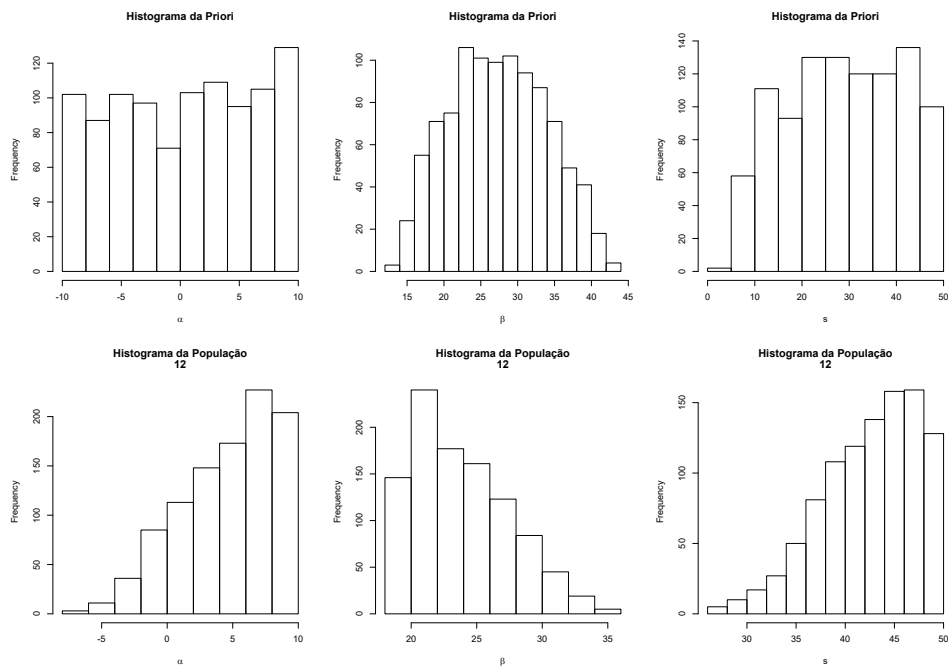 Histograma da Priori
Frequency
0 20 40 60 80 100 120
-10 -5 0 5 10
α
Histograma da Priori
Frequency
0 20 40 60 80 100
15 20 25 30 35 40 45
β
Histograma da Priori
Frequency
0 20 40 60 80 100 120 140
0 10 20 30 40 50
s
Histograma da População
12
Frequency
0 50 100 150 200
-5 0 5 10
α
Histograma da População
12
Frequency
0 50 100 150 200
20 25 30 35
β
Histograma da População
12
Frequency
0 50 100 150
30 35 40 45 50
s